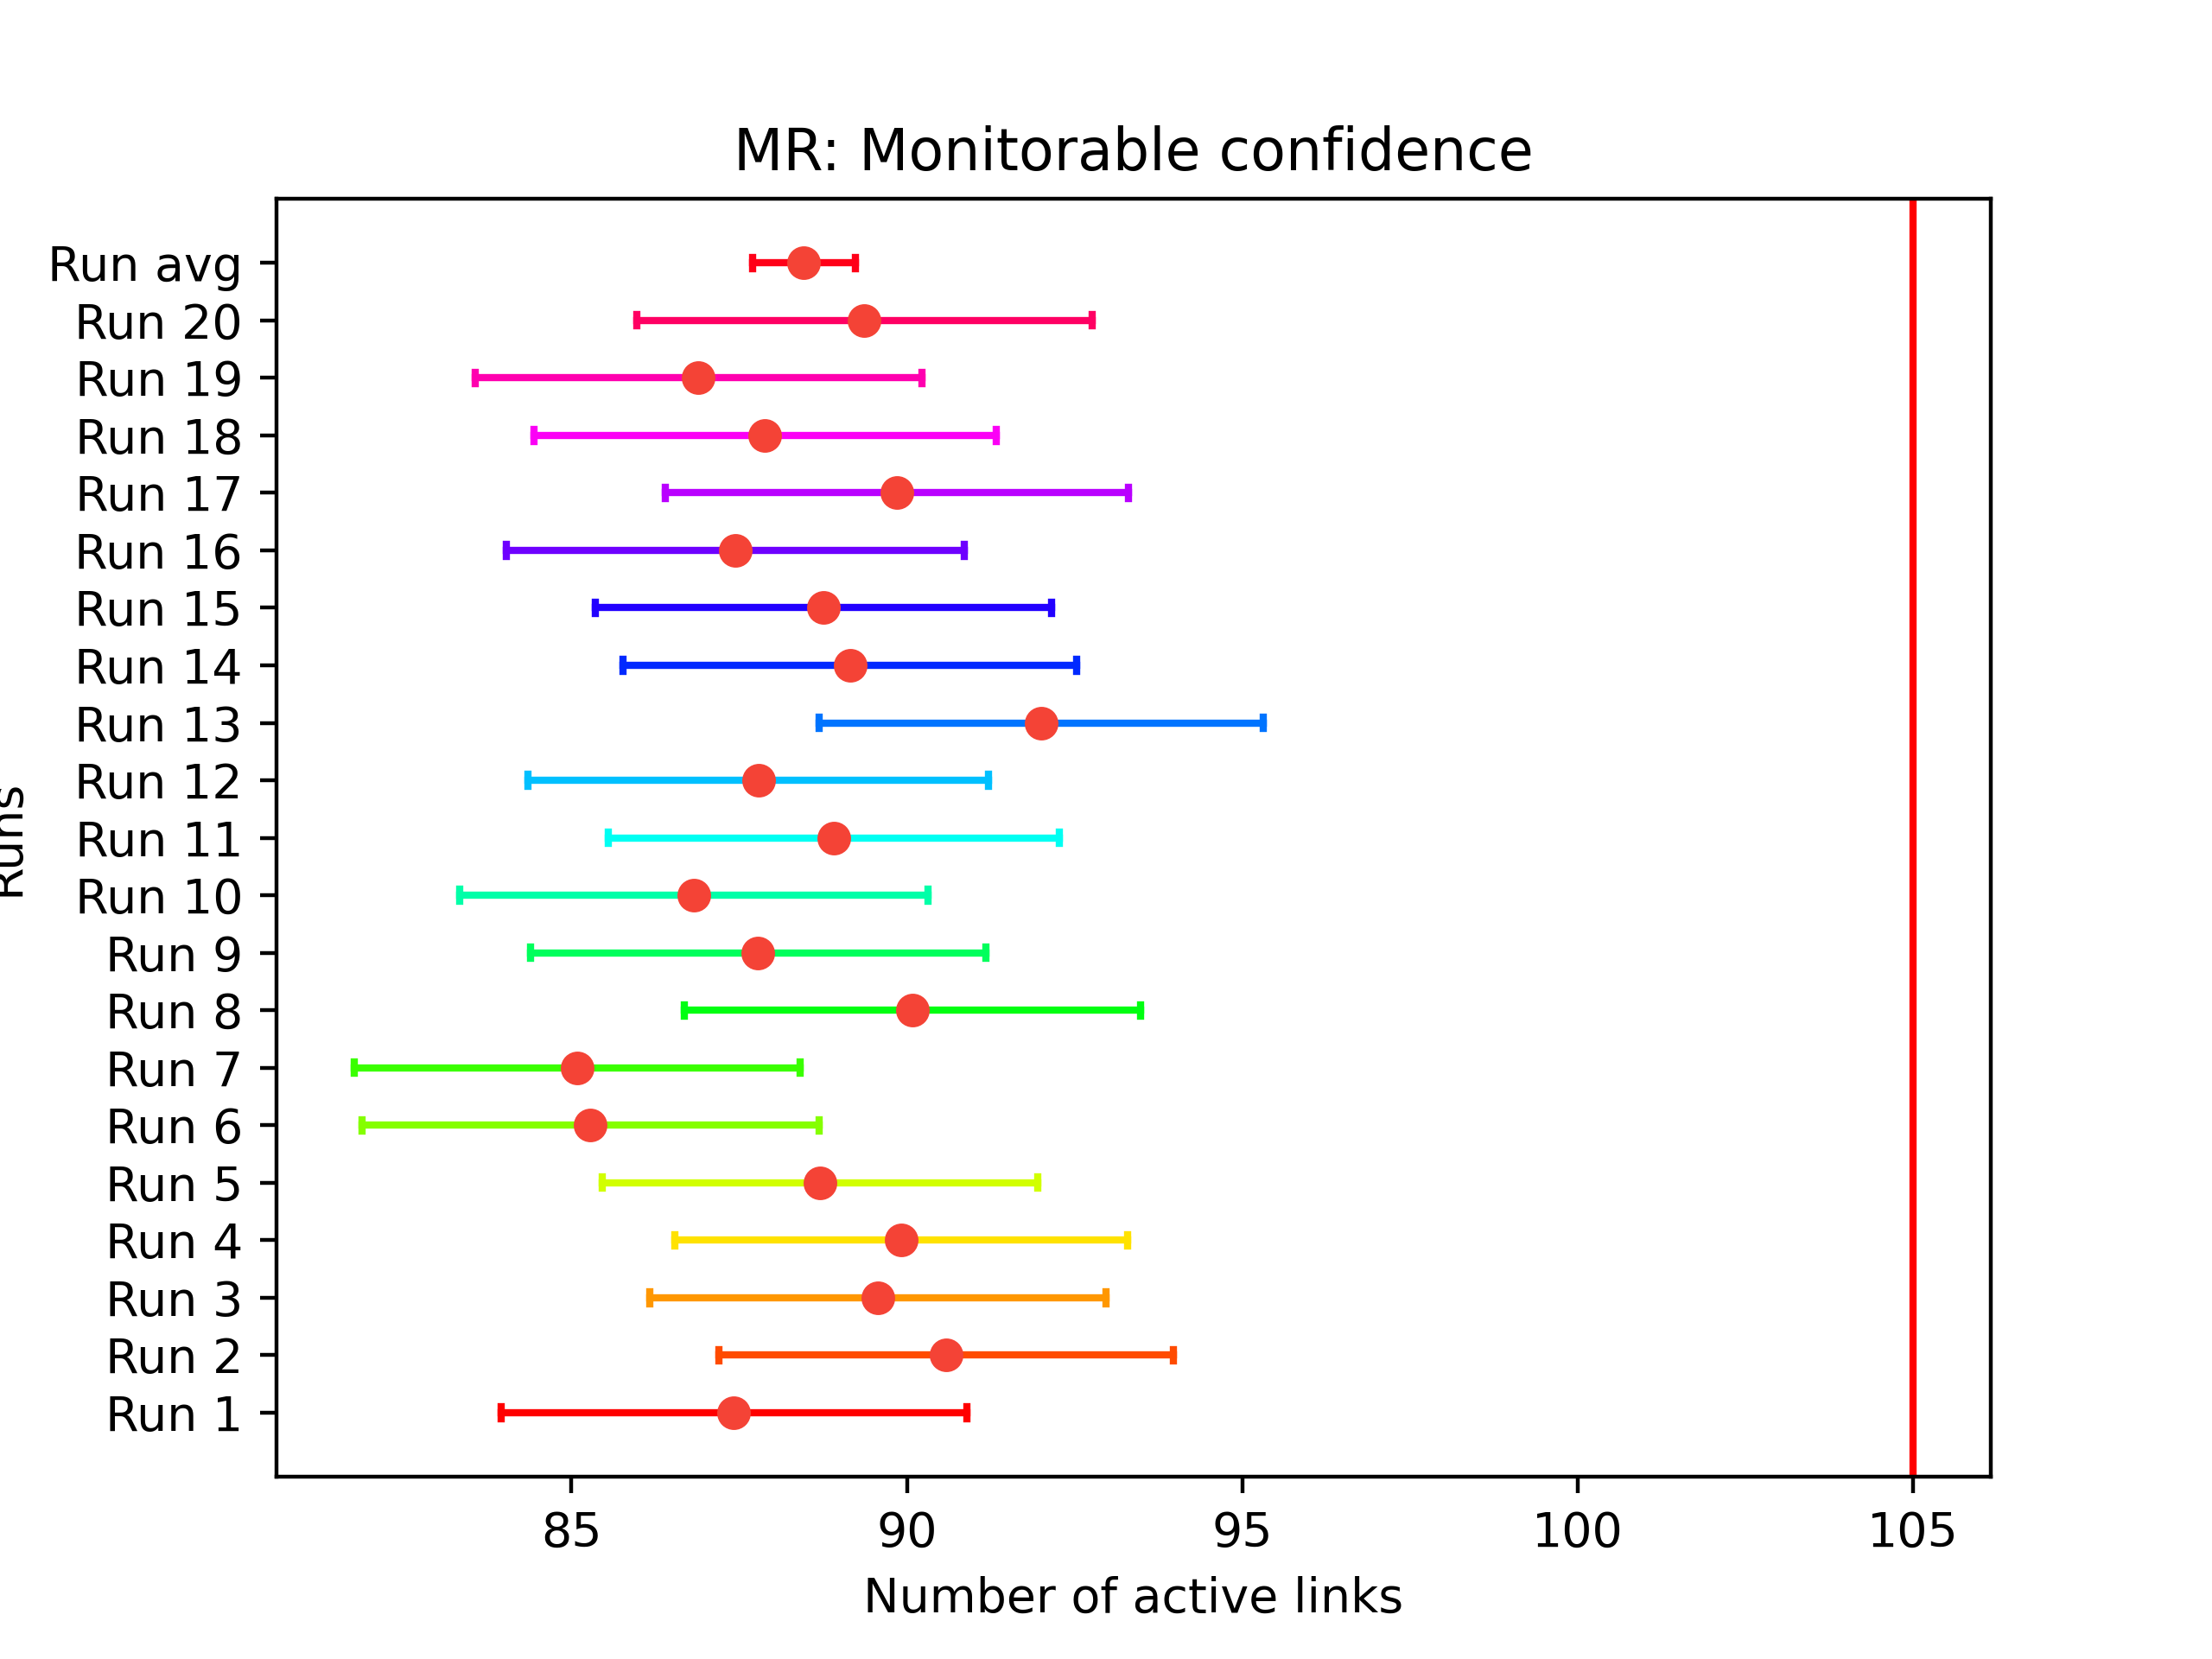 MR: Monitorable confidence
Run avg
Run 20
Run 19
Run 18
Run 17
Run 16
Run 15
Run 14
Run 13
Run 12
Run 11
Run 10
Run 9
Run 8
Run 7
Run 6
Run 5
Run 4
Run 3
Run 2
Run 1
Runs
85 90 95 100 105
Number of active links